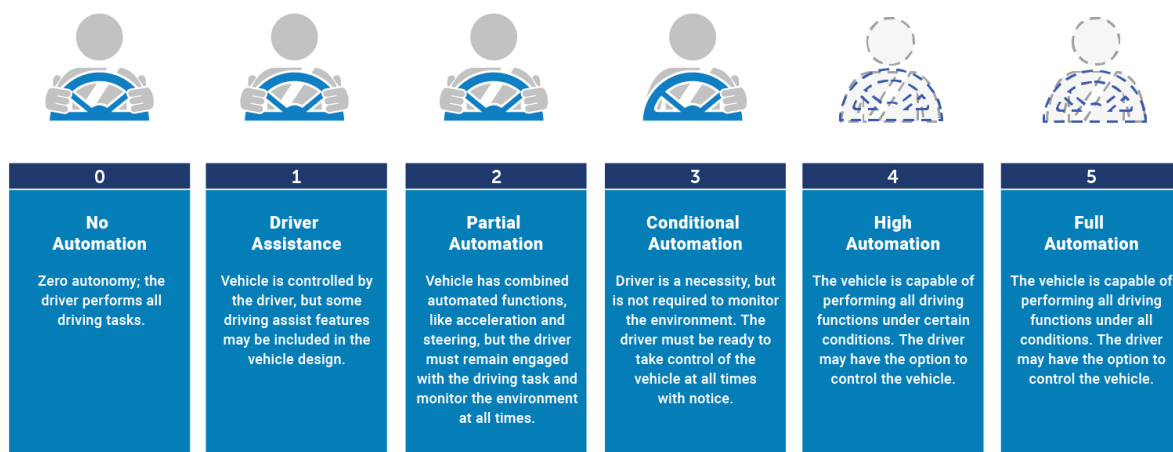 0
No
Automation
Zero autonomy; the
driver performs all
driving tasks.
1
Driver
Assistance
Vehicle is controlled by
the driver, but some
driving assist features
may be included in the
vehicle design.
2
Partial
Automation
Vehicle has combined
automated functions,
like acceleration and
steering, but the driver
must remain engaged
with the driving task and
monitor the environment
at all times.
3
Conditional
Automation
Driver is a necessity, but
is not required to monitor
the environment. The
driver must be ready to
take control of the
vehicle at all times
with notice.
4
High
Automation
The vehicle is capable of
performing all driving
functions under certain
conditions. The driver
may have the option to
control the vehicle.
5
Full
Automation
The vehicle is capable of
performing all driving
functions under all
conditions. The driver
may have the option to
control the vehicle.